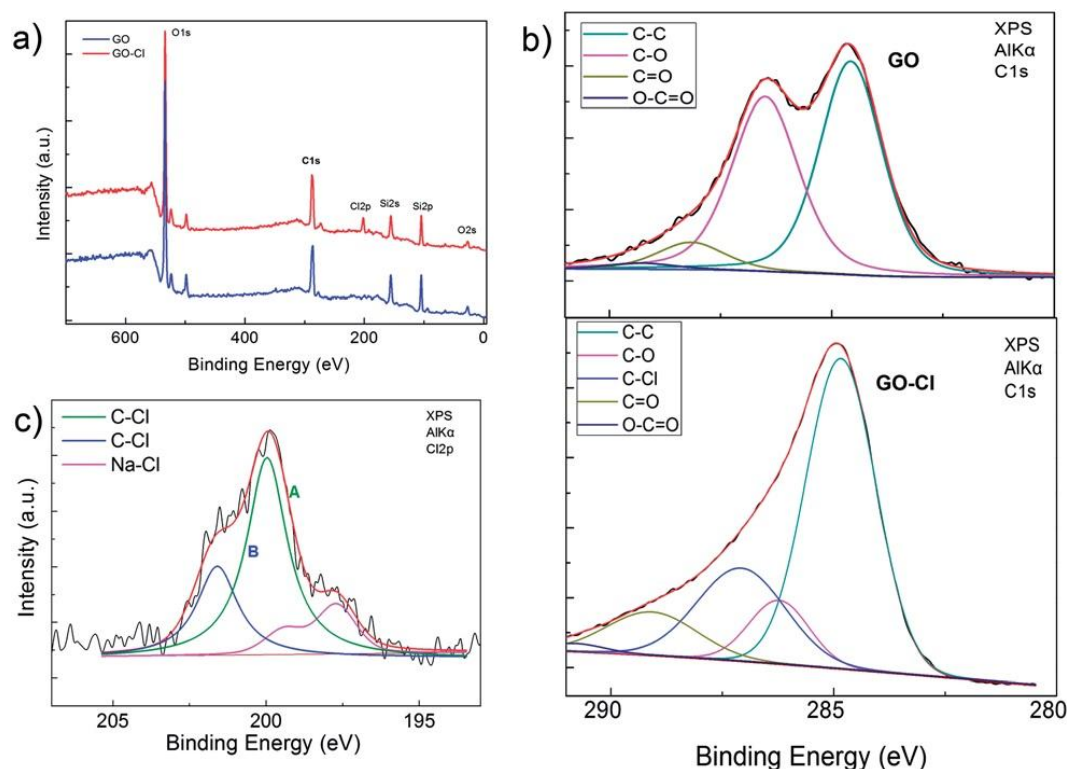 a)
GO
GO-Cl
O1s
C1s
Cl2p
Si2s
Si2p
O2s
Intensity (a.u.)
600
400
200
0
Binding Energy (eV)
b)
C-C
C-O
C=O
O-C=O
GO
XPS
AlKα
C1s
C-C
C-O
C-Cl
C=O
O-C=O
GO-Cl
XPS
AlKα
C1s
290
285
280
Binding Energy (eV)
c)
C-Cl
C-Cl
Na-Cl
XPS
AlKα
Cl2p
A
B
Intensity (a.u.)
205
200
195
Binding Energy (eV)